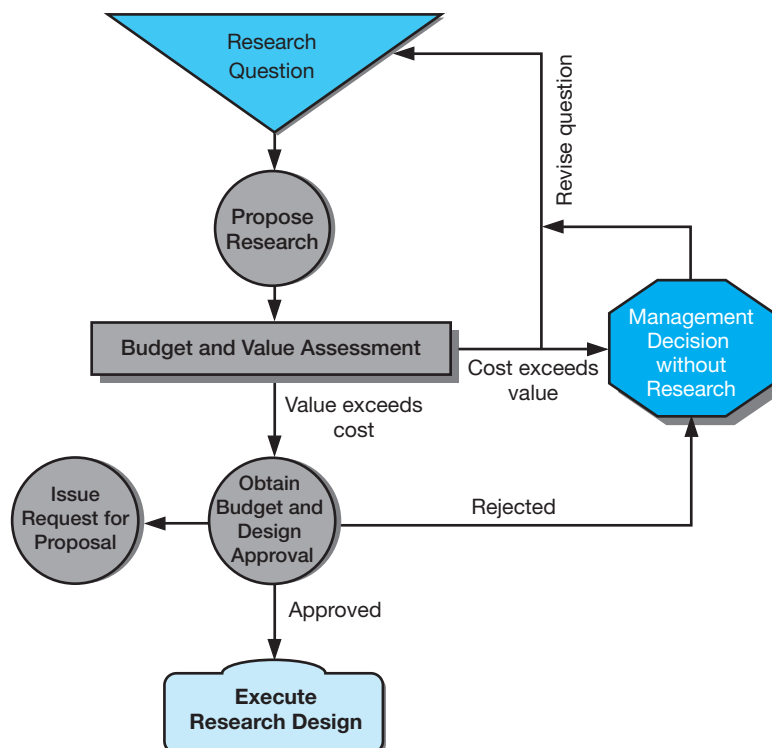 Research
Question
Revise question
Propose
Research
Management
Decision
without
Research
Budget and Value Assessment
Cost exceeds
value
Value exceeds
cost
Issue
Request for
Proposal
Obtain
Budget and
Design
Approval
Rejected
Approved
Execute
Research Design